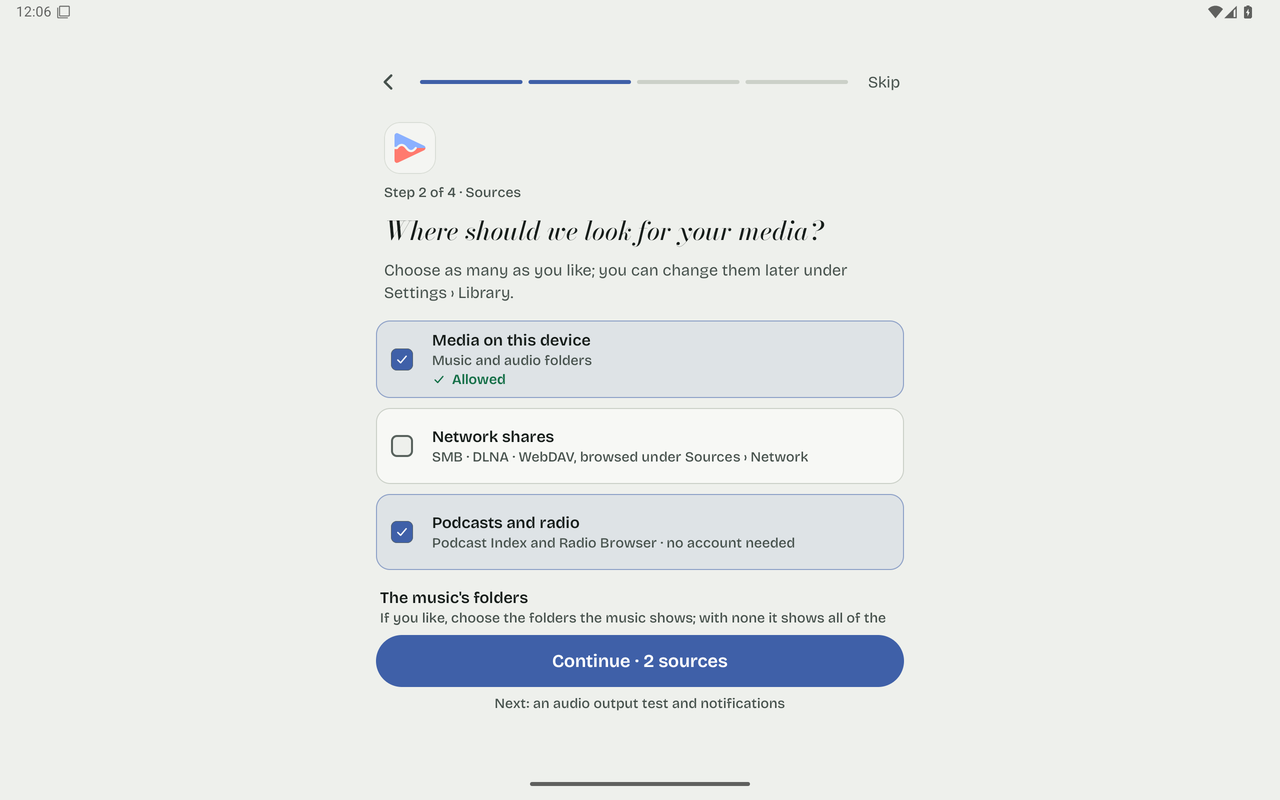 12:06
Skip
Step 2 of 4 · Sources
Where should we look for your media?
Choose as many as you like; you can change them later under
Settings › Library.
Media on this device
Music and audio folders
Allowed
Network shares
SMB · DLNA · WebDAV, browsed under Sources › Network
Podcasts and radio
Podcast Index and Radio Browser · no account needed
The music's folders
If you like, choose the folders the music shows; with none it shows all of the
Continue · 2 sources
Next: an audio output test and notifications